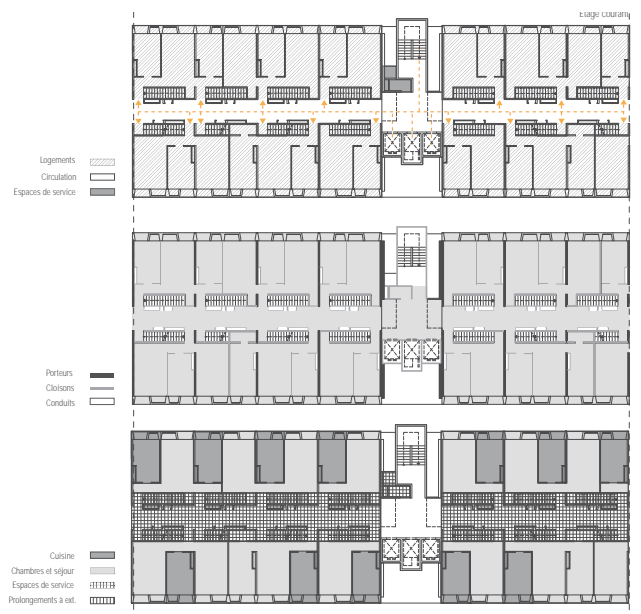 Etage courant
Logements
Circulation
Espaces de service
Porteurs
Cloisons
Conduits
Cuisine
Chambres et séjour
Espaces de service
Prolongements à ext.